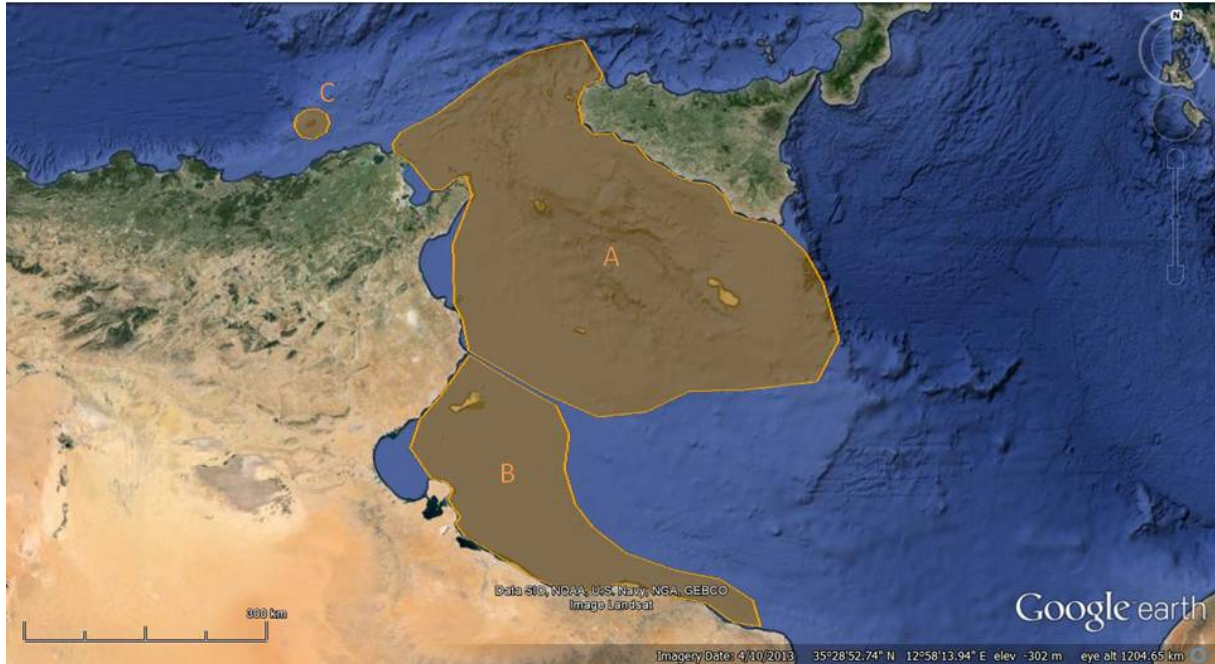 N
C
A
B
Data SIO, NOAA, U.S. Navy, NGA, GEBCO
Image Landsat
300 km
Google earth
Imagery Date: 4/10/2013 35°28'52.74" N 12°58'13.94" E elev -302 m eye alt 1204.65 km